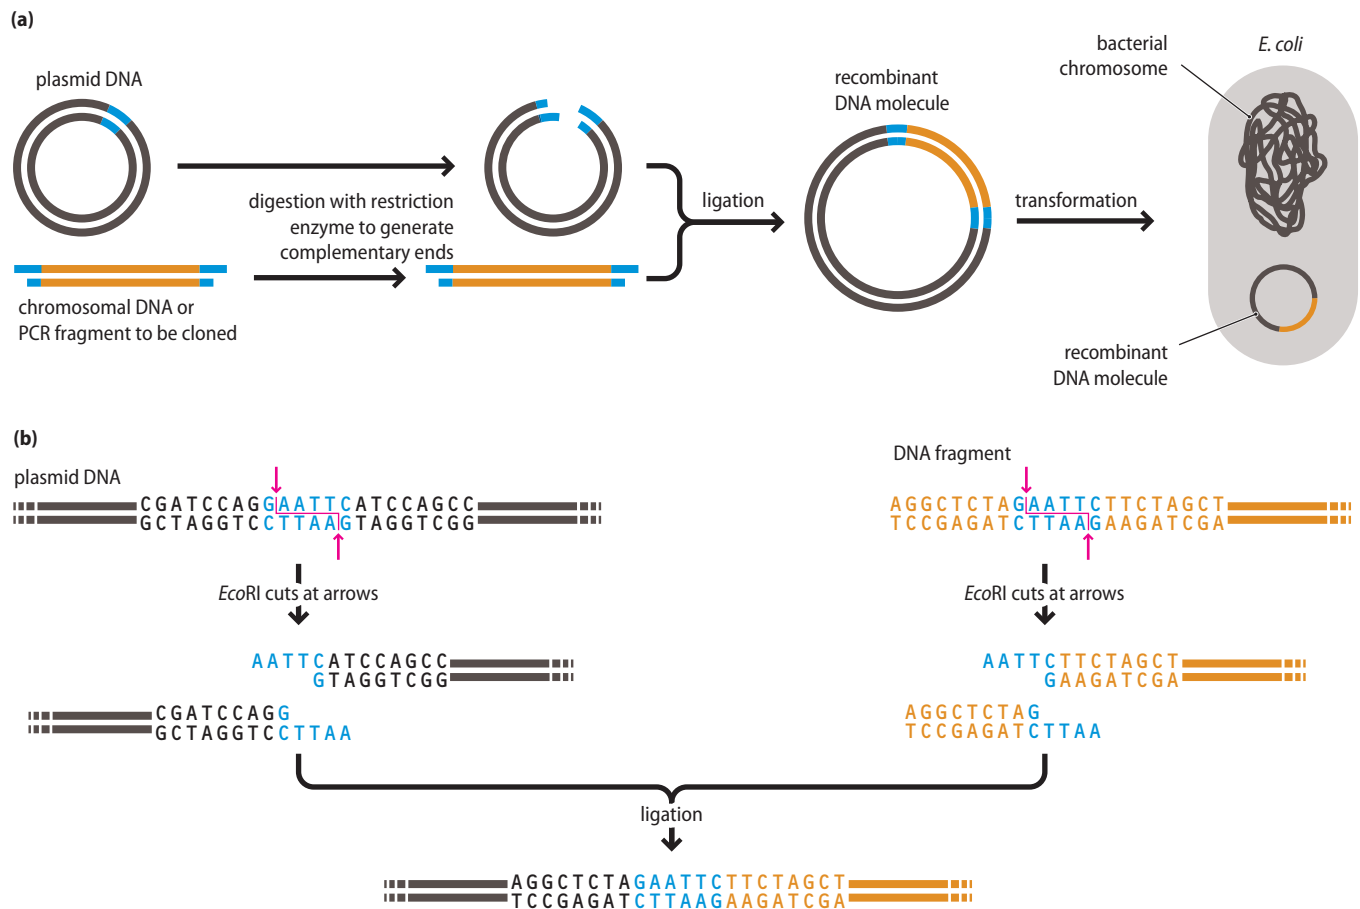 (a)
plasmid DNA
recombinant
DNA molecule
bacterial
chromosome
E. coli
digestion with restriction
enzyme to generate
complementary ends
ligation
transformation
chromosomal DNA or
PCR fragment to be cloned
recombinant
DNA molecule
(b)
plasmid DNA
CGATCCAGGAATTCATCCAGCC
GCTAGGTCCTTAAGTAGGTCGG
DNA fragment
AGGCTCTAGAATTCTTCTAGCT
TCCGAGATCTTAAGAAGATCGA
EcoRI cuts at arrows
EcoRI cuts at arrows
AATTCATCCAGCC
GTAGGTCGG
CGATCCAGG
GCTAGGTCCTTAA
AATTCTTCTAGCT
GAAGATCGA
AGGCTCTAG
TCCGAGATCTTAA
ligation
AGGCTCTAGAATTCTTCTAGCT
TCCGAGATCTTAAGAAGATCGA